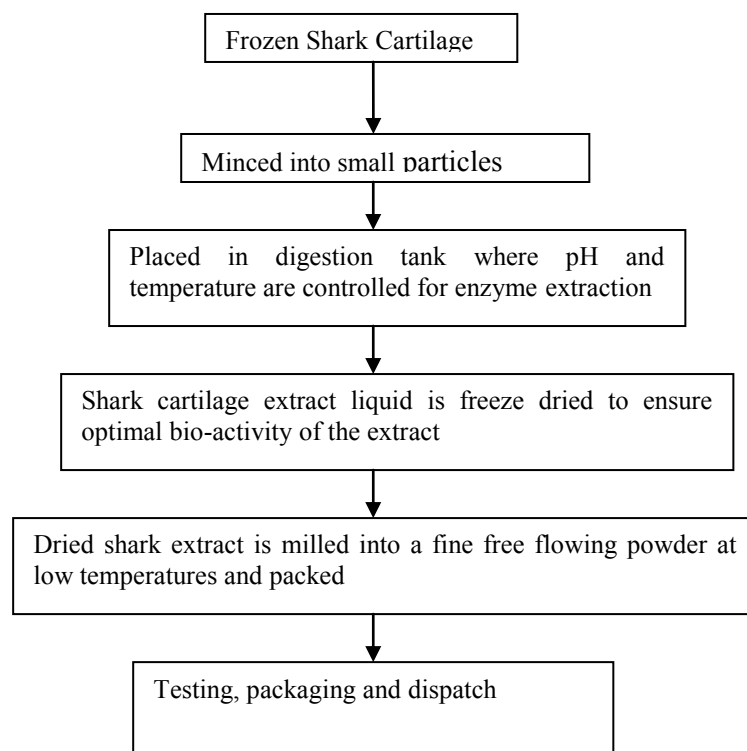 Frozen Shark Cartilage
Minced into small particles
Placed in digestion tank where pH and
temperature are controlled for enzyme extraction
Shark cartilage extract liquid is freeze dried to ensure
optimal bio-activity of the extract
Dried shark extract is milled into a fine free flowing powder at
low temperatures and packed
Testing, packaging and dispatch